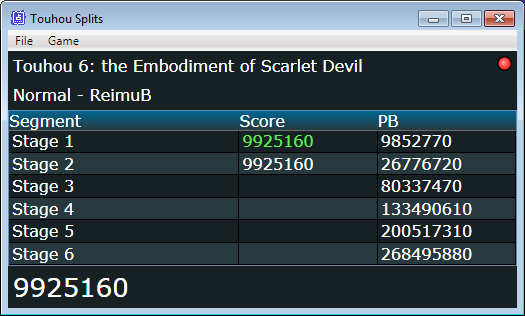 Touhou Splits
File Game
Touhou 6: the Embodiment of Scarlet Devil
Normal - ReimuB
Segment Score PB
Stage 1 9925160 9852770
Stage 2 9925160 26776720
Stage 3 80337470
Stage 4 133490610
Stage 5 200517310
Stage 6 268495880
9925160